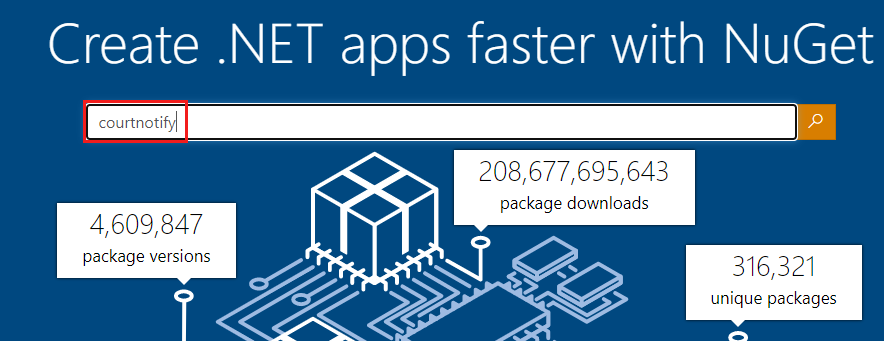 Create .NET apps faster with NuGet
courtnotify
208,677,695,643
package downloads
4,609,847
package versions
316,321
unique packages